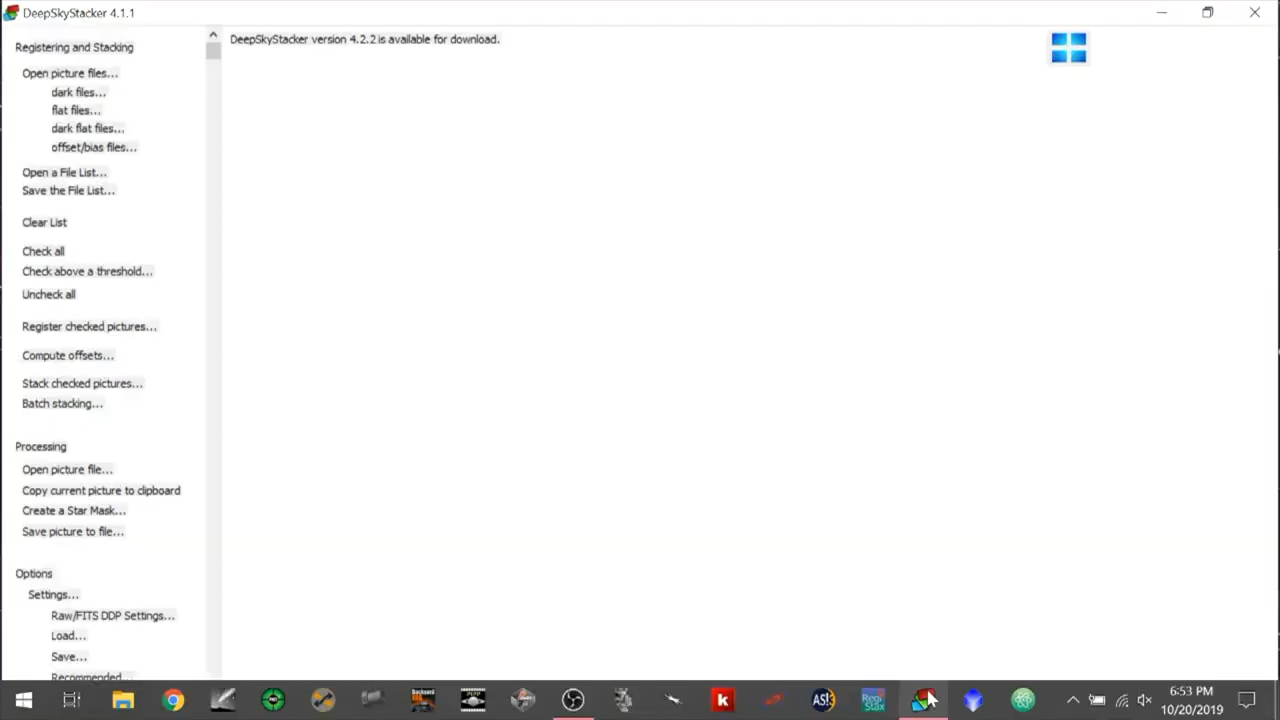 DeepSkyStacker 4.1.1
Registering and Stacking
Open picture files...
dark files...
flat files...
dark flat files...
offset/bias files...
Open a File List...
Save the File List...
Clear List
Check all
Check above a threshold...
Uncheck all
Register checked pictures...
Compute offsets...
Stack checked pictures...
Batch stacking...
Processing
Open picture file...
Copy current picture to clipboard
Create a Star Mask...
Save picture to file...
Options
Settings...
Raw/FITS DDP Settings...
Load...
Save...
Recommended...
DeepSkyStacker version 4.2.2 is available for download.
k
6:53 PM
10/20/2019